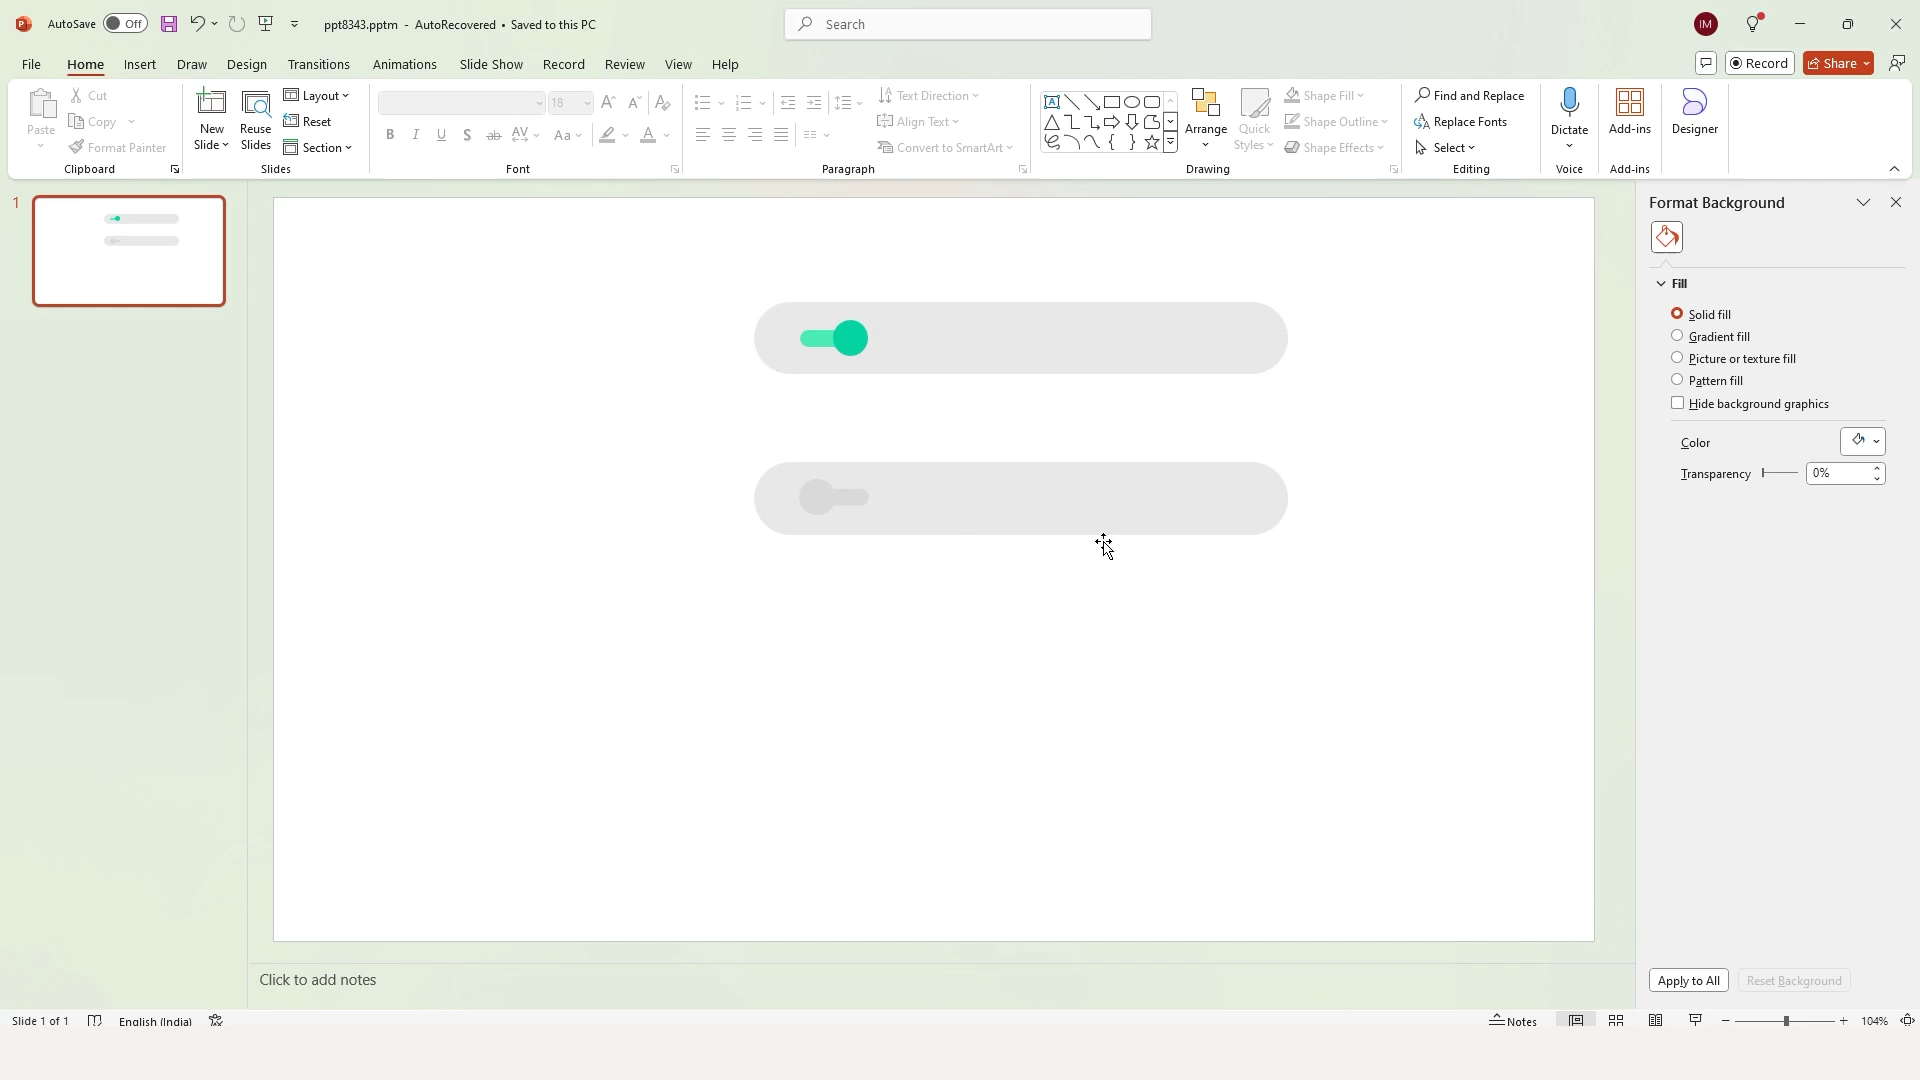 AutoSave Off ppt8343.pptm - AutoRecovered • Saved to this PC Search IM
File Home Insert Draw Design Transitions Animations Slide Show Record Review View Help Record Share
Paste Cut Copy Format Painter Clipboard
New Slide Reuse Slides Layout Reset Section Slides
18 B I U S ab AV Aa A Font
Text Direction Align Text Convert to SmartArt Paragraph
Arrange Quick Styles Shape Fill Shape Outline Shape Effects Drawing
Find and Replace Replace Fonts Select Editing
Dictate Voice
Add-ins Add-ins
Designer
1
Format Background
Fill
Solid fill
Gradient fill
Picture or texture fill
Pattern fill
Hide background graphics
Color
Transparency 0%
Apply to All Reset Background
Click to add notes
Slide 1 of 1 English (India) Notes 104%